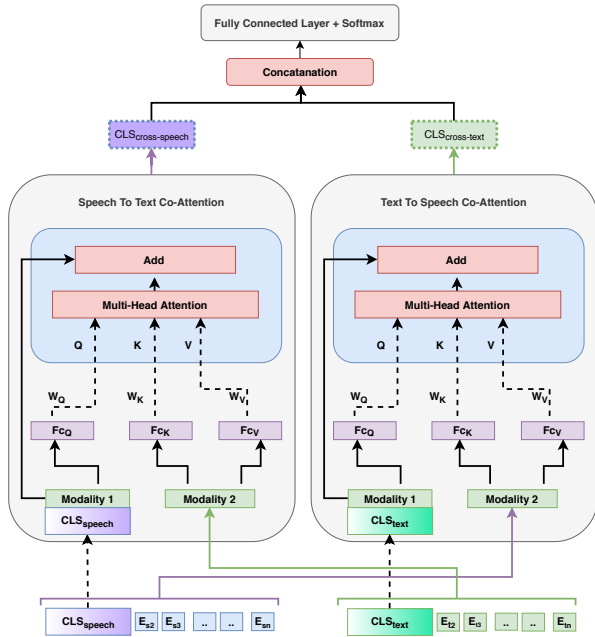 Fully Connected Layer + Softmax
Concatanation
CLScross-speech
CLScross-text
Speech To Text Co-Attention
Text To Speech Co-Attention
Add
Add
Multi-Head Attention
Multi-Head Attention
Q K V
Q K V
WQ WK WV
WQ WK WV
FcQ FcK FcV
FcQ FcK FcV
Modality 1 Modality 2
Modality 1 Modality 2
CLSspeech
CLStext
CLSspeech Es2 Es3 .. .. Esn
CLStext Et2 Et3 .. .. Etn